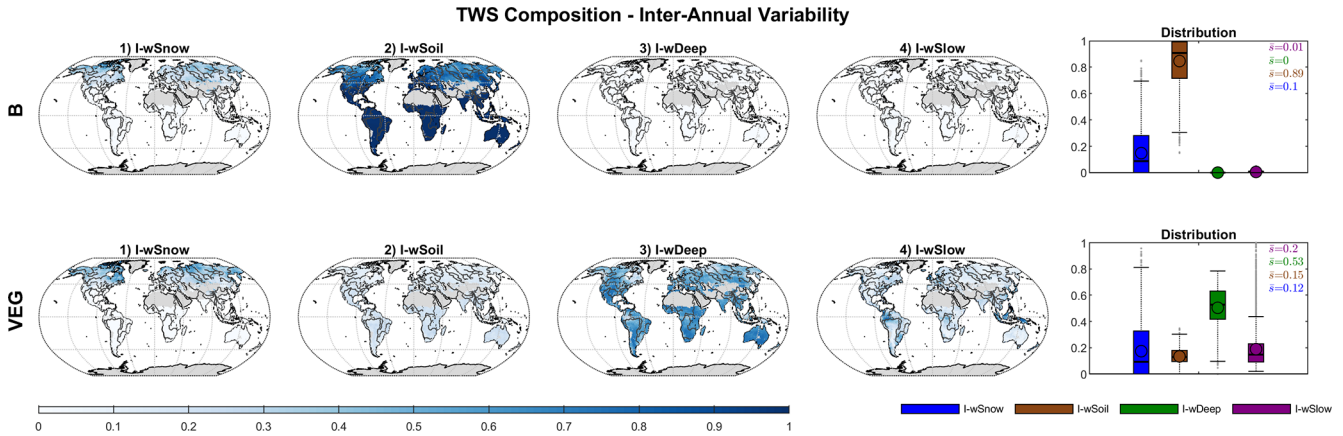 TWS Composition - Inter-Annual Variability
B
1) I-wSnow
2) I-wSoil
3) I-wDeep
4) I-wSlow
Distribution
1
0.8
0.6
0.4
0.2
0
s̄=0.01
s̄=0
s̄=0.89
s̄=0.1
VEG
1) I-wSnow
2) I-wSoil
3) I-wDeep
4) I-wSlow
Distribution
1
0.8
0.6
0.4
0.2
0
s̄=0.2
s̄=0.53
s̄=0.15
s̄=0.12
0 0.1 0.2 0.3 0.4 0.5 0.6 0.7 0.8 0.9 1
I-wSnow I-wSoil I-wDeep I-wSlow